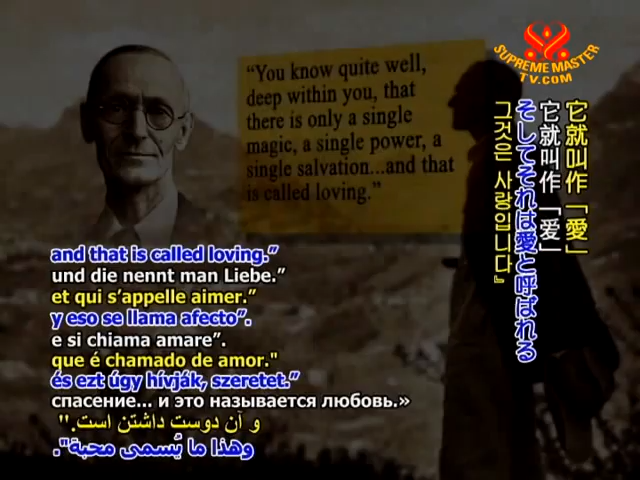 SUPREME MASTER
TV.COM
“You know quite well,
deep within you, that
there is only a single
magic, a single power, a
single salvation...and that
is called loving.”
它就叫作「愛」
它就叫作「爱」
そしてそれは愛と呼ばれる
그것은 사랑입니다』
and that is called loving.”
und die nennt man Liebe.”
et qui s’appelle aimer.”
y eso se llama afecto”.
e si chiama amare”.
que é chamado de amor."
és ezt úgy hívják, szeretet.”
спасение... и это называется любовь.»
و آن دوست داشتن است."
وهذا ما يُسمى محبة".